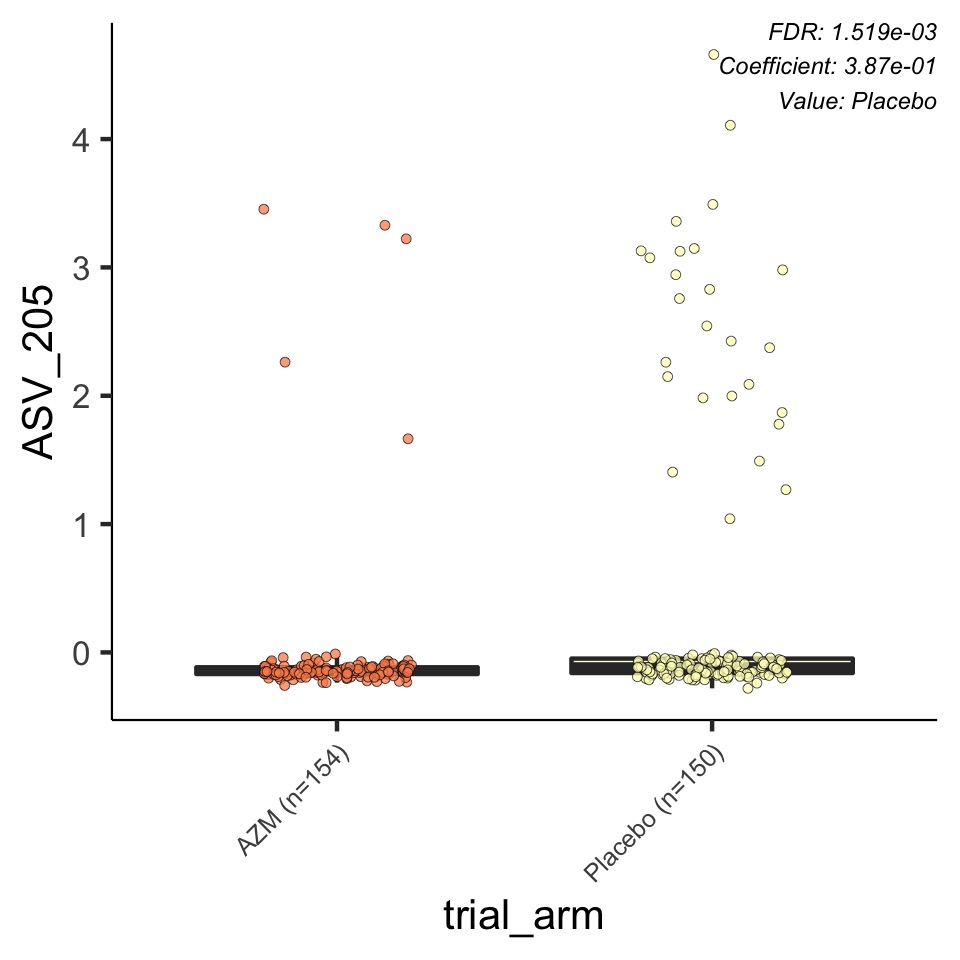 FDR: 1.519e-03
Coefficient: 3.87e-01
Value: Placebo
4
3
2
1
0
ASV_205
AZM (n=154)
Placebo (n=150)
trial_arm